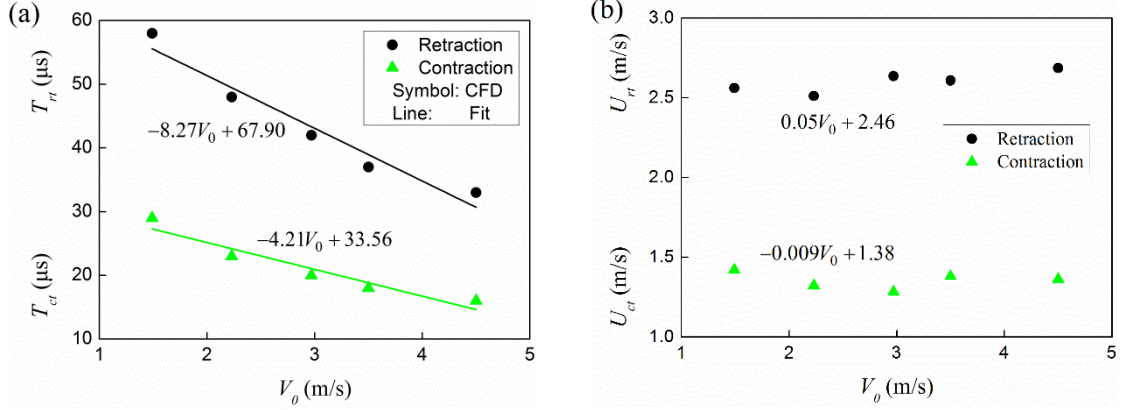 (a)
60
50
40
30
20
10
T_rt (μs)
T_ct (μs)
Retraction
Contraction
Symbol: CFD
Line: Fit
−8.27V_0 + 67.90
−4.21V_0 + 33.56
1 2 3 4 5
V_0 (m/s)
(b)
3.0
2.5
2.0
1.5
1.0
U_rt (m/s)
U_ct (m/s)
0.05V_0 + 2.46
Retraction
Contraction
−0.009V_0 + 1.38
1 2 3 4 5
V_0 (m/s)